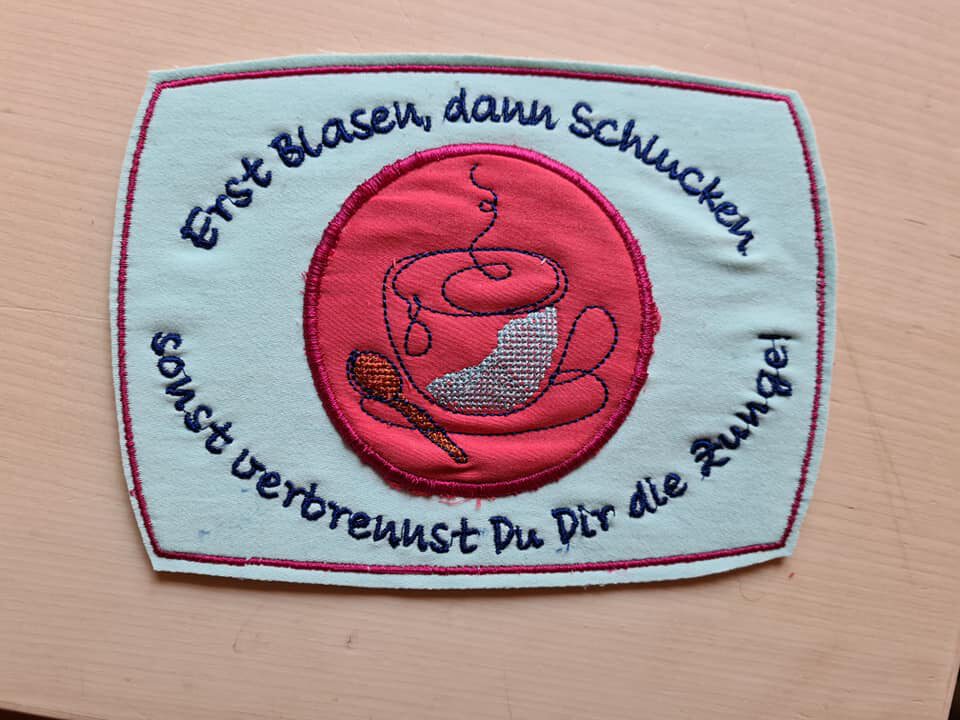 Erst Blasen, dann Schlucken
sonst verbrennst Du Dir die Zunge!